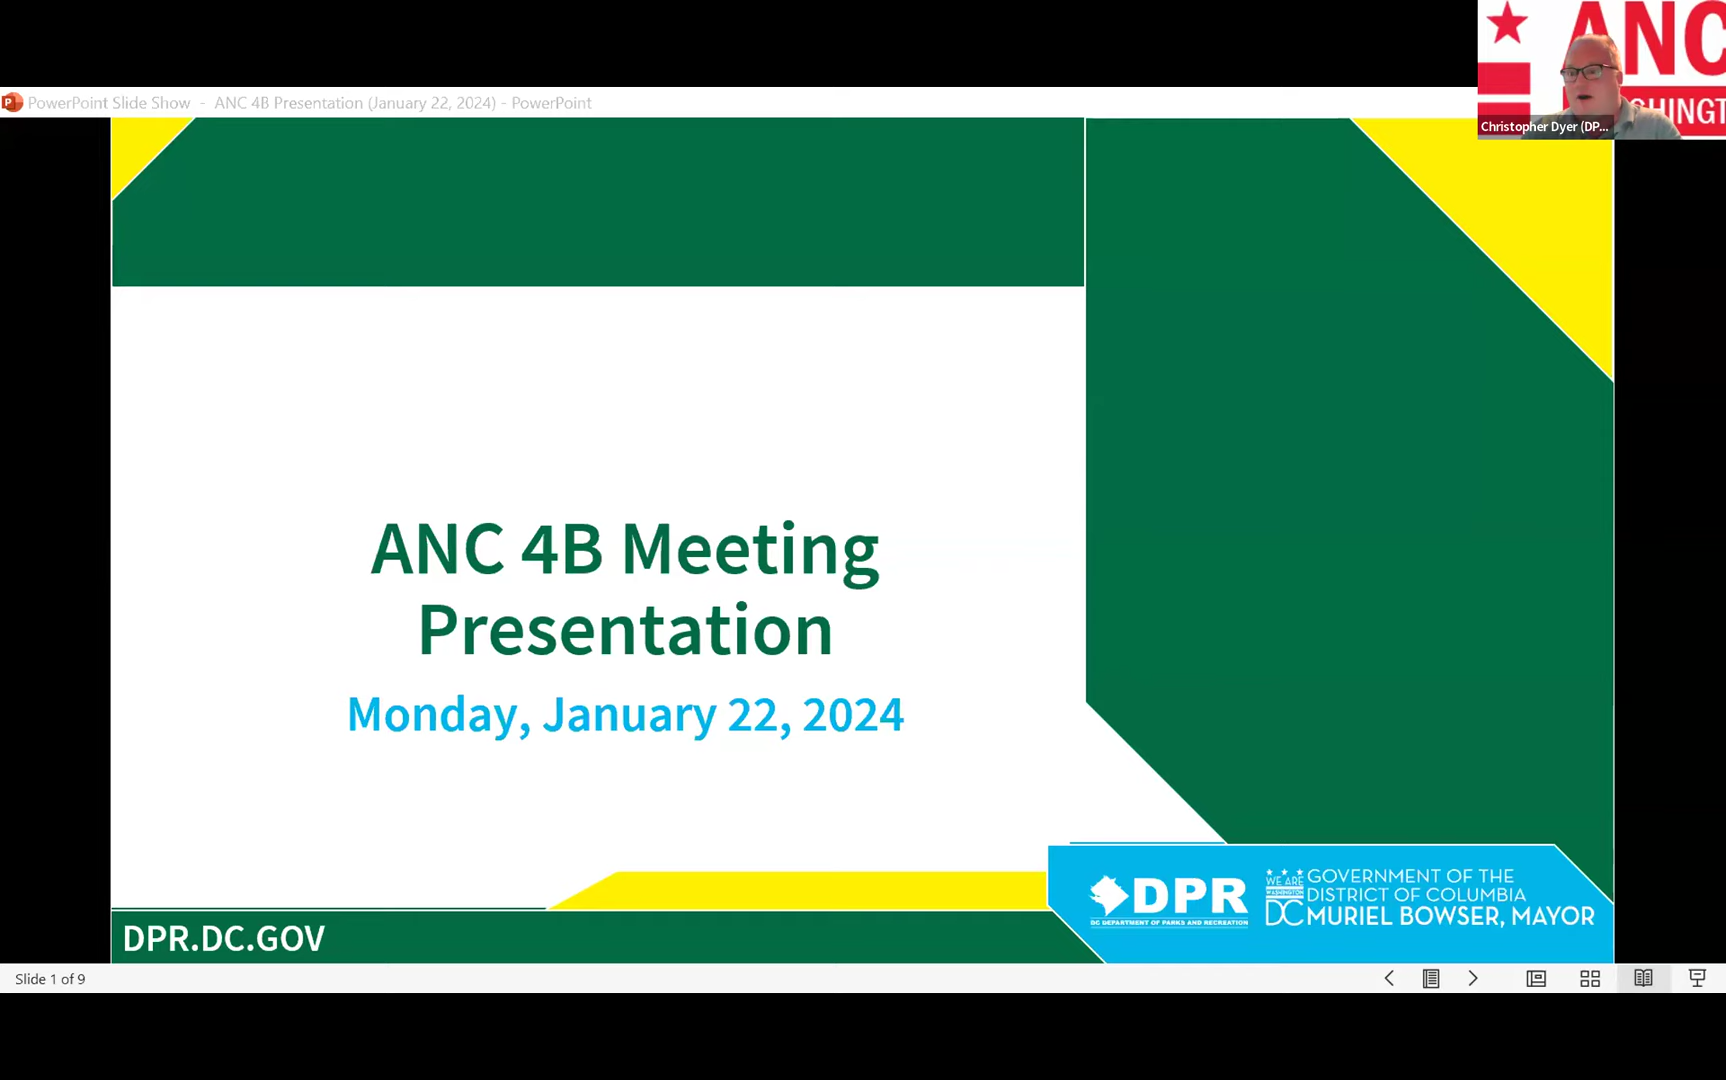 ANC
WASHINGT
Christopher Dyer (DP...
PowerPoint Slide Show - ANC 4B Presentation (January 22, 2024) - PowerPoint
ANC 4B Meeting
Presentation
Monday, January 22, 2024
DPR.DC.GOV
DPR
DC DEPARTMENT OF PARKS AND RECREATION
WE ARE
WASHINGTON
DC
GOVERNMENT OF THE
DISTRICT OF COLUMBIA
MURIEL BOWSER, MAYOR
Slide 1 of 9